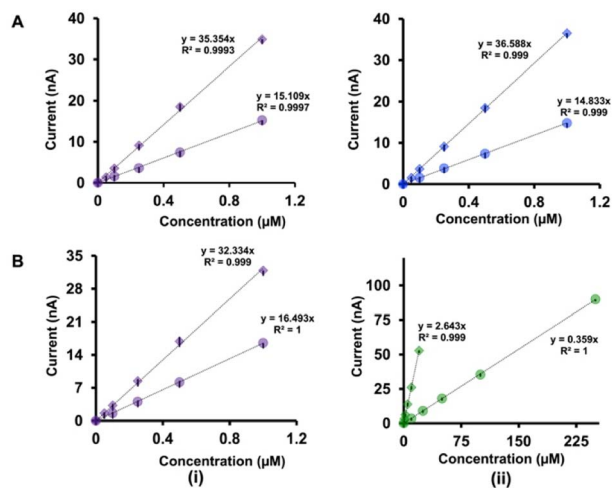 A
Current (nA)
40
30
20
10
0
0
0.4
0.8
1.2
Concentration (µM)
y = 35.354x
R² = 0.9993
y = 15.109x
R² = 0.9997
Current (nA)
40
30
20
10
0
0
0.4
0.8
1.2
Concentration (µM)
y = 36.588x
R² = 0.999
y = 14.833x
R² = 0.999
B
Current (nA)
35
28
21
14
7
0
0
0.4
0.8
1.2
Concentration (µM)
y = 32.334x
R² = 0.999
y = 16.493x
R² = 1
(i)
Current (nA)
100
75
50
25
0
0
75
150
225
Concentration (µM)
y = 2.643x
R² = 0.999
y = 0.359x
R² = 1
(ii)